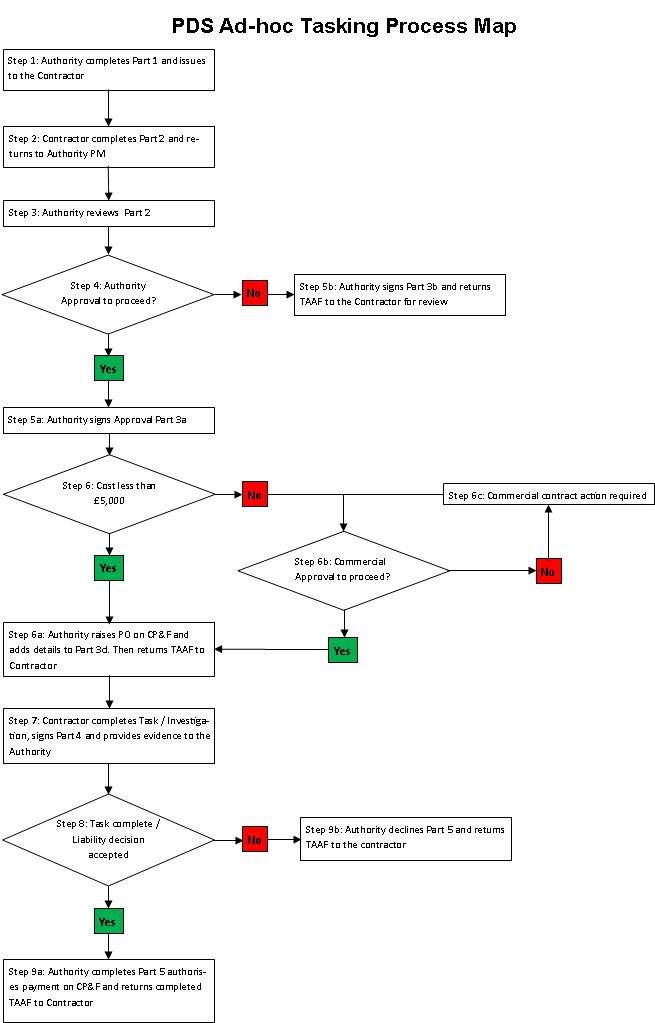 PDS Ad-hoc Tasking Process Map
Step 1: Authority completes Part 1 and issues
to the Contractor
Step 2: Contractor completes Part 2 and re-
turns to Authority PM
Step 3: Authority reviews Part 2
Step 4: Authority
Approval to proceed?
No
Step 5b: Authority signs Part 3b and returns
TAAF to the Contractor for review
Yes
Step 5a: Authority signs Approval Part 3a
Step 6: Cost less than
£5,000
No
Step 6c: Commercial contract action required
Step 6b: Commercial
Approval to proceed?
No
Yes
Yes
Step 6a: Authority raises PO on CP&F and
adds details to Part 3d. Then returns TAAF to
Contractor
Step 7: Contractor completes Task / Investiga-
tion, signs Part 4 and provides evidence to the
Authority
Step 8: Task complete /
Liability decision
accepted
No
Step 9b: Authority declines Part 5 and returns
TAAF to the contractor
Yes
Step 9a: Authority completes Part 5 authoris-
es payment on CP&F and returns completed
TAAF to Contractor